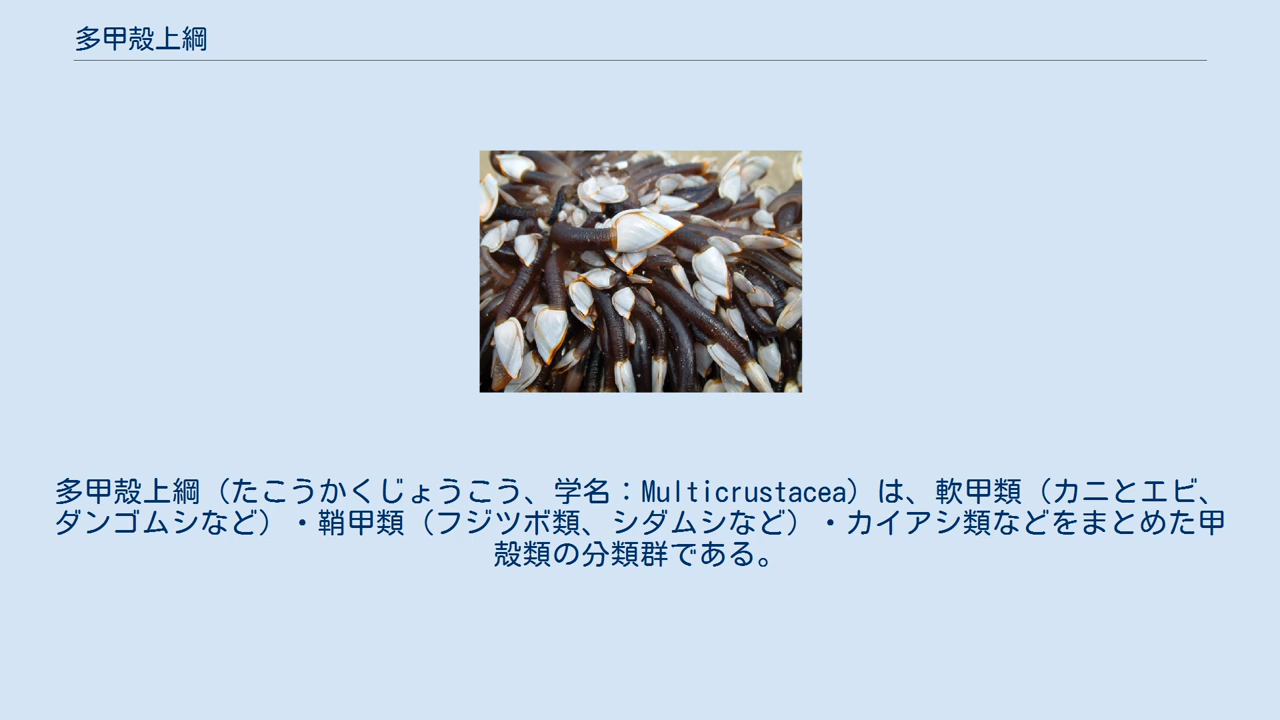 多甲殻上綱
多甲殻上綱（たこうかくじょうこう、学名：Multicrustacea）は、軟甲類（カニとエビ、
ダンゴムシなど）・鞘甲類（フジツボ類、シダムシなど）・カイアシ類などをまとめた甲
殻類の分類群である。